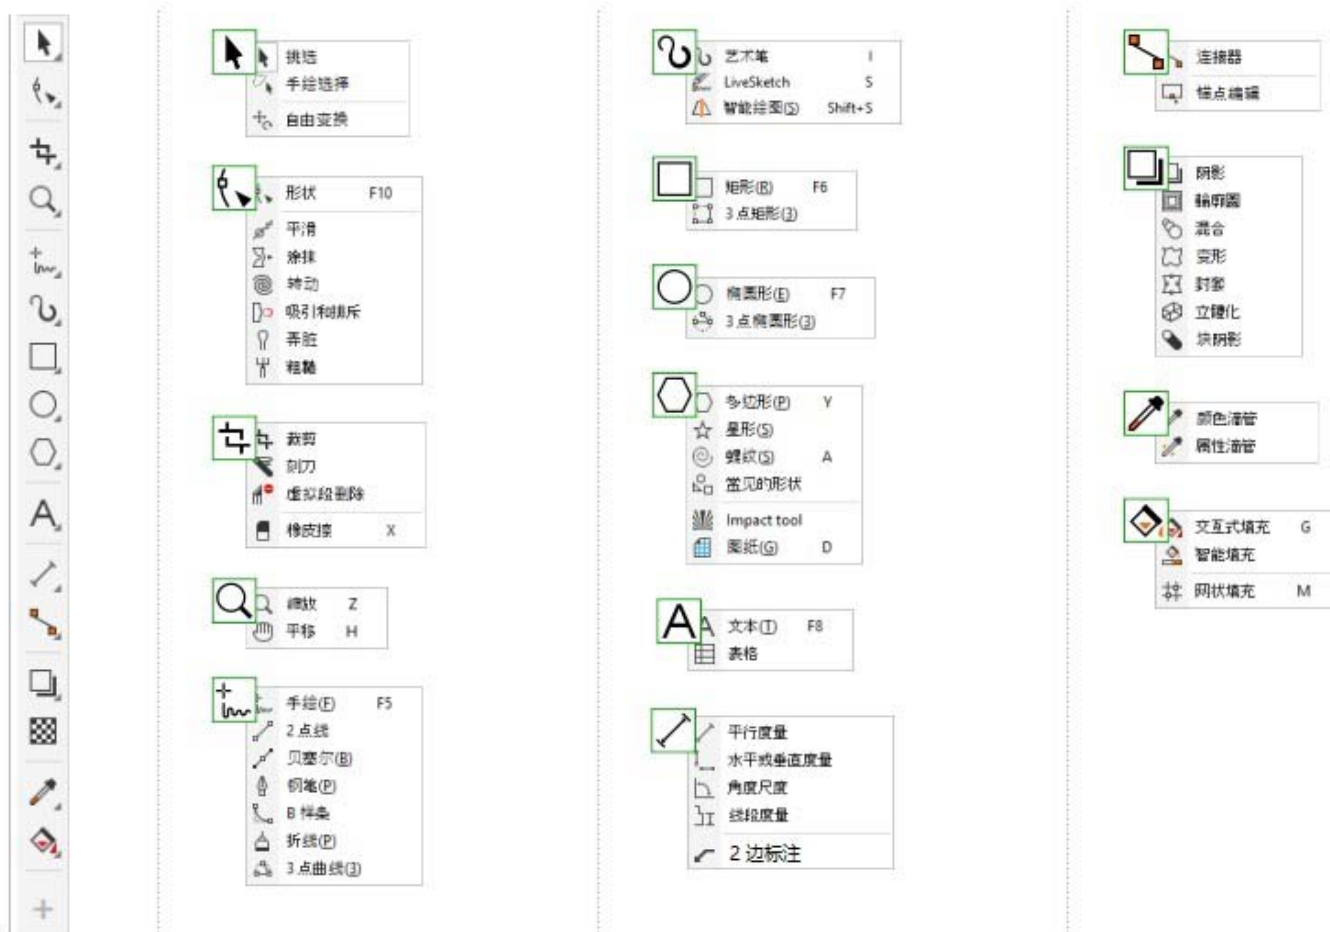 挑选
手绘选择
自由变换
形状 F10
平滑
涂抹
转动
吸引和排斥
弄脏
粗糙
裁剪
刻刀
虚拟段删除
橡皮擦 X
缩放 Z
平移 H
手绘(F) F5
2 点线
贝塞尔(B)
钢笔(P)
B 样条
折线(P)
3 点曲线(3)
艺术笔 I
LiveSketch S
智能绘图(S) Shift+S
矩形(R) F6
3 点矩形(3)
椭圆形(E) F7
3 点椭圆形(3)
多边形(P) Y
星形(S)
螺纹(S) A
常见的形状
Impact tool
图纸(G) D
文本(T) F8
表格
平行度量
水平或垂直度量
角度尺度
线段度量
2 边标注
连接器
锚点编辑
阴影
輪廓圖
混合
变形
封套
立體化
块阴影
颜色滴管
属性滴管
交互式填充 G
智能填充
网状填充 M